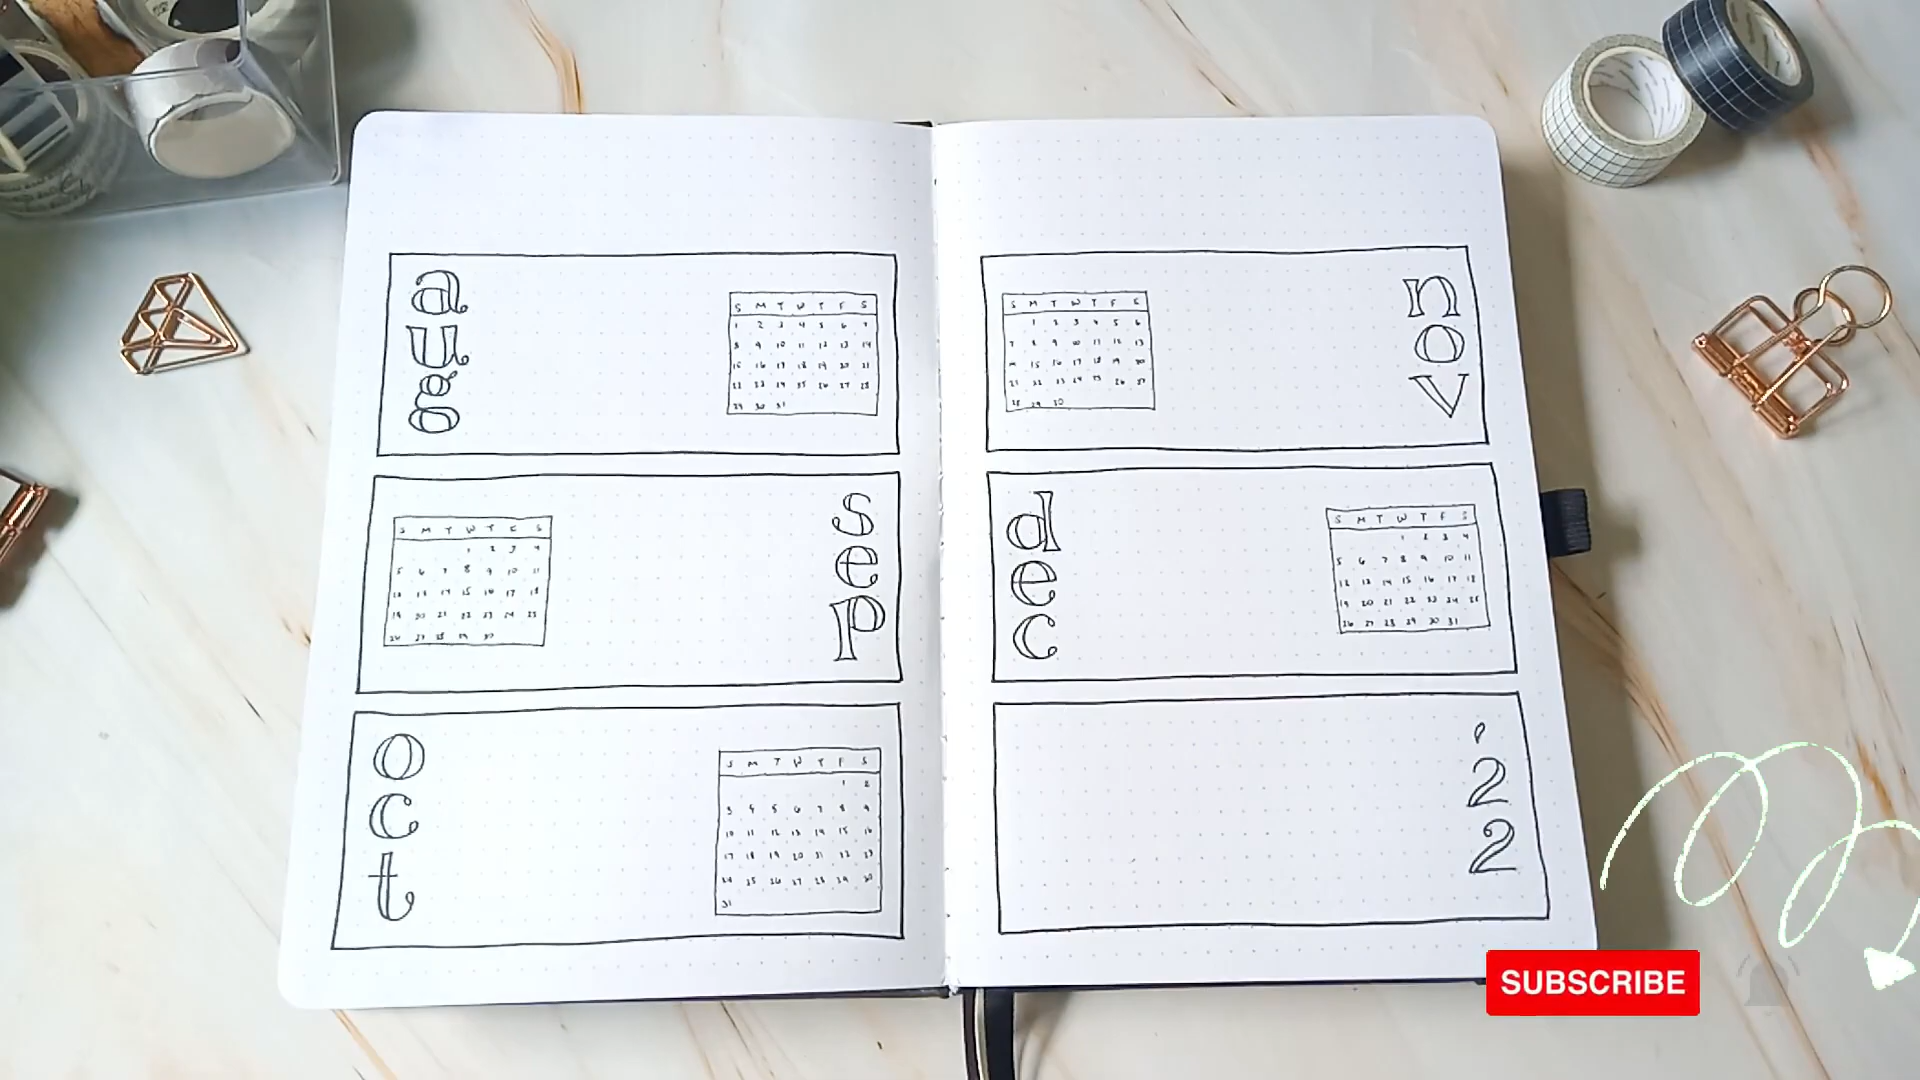 aug
S M T W T F S
1 2 3 4 5 6 7
8 9 10 11 12 13 14
15 16 17 18 19 20 21
22 23 24 25 26 27 28
29 30 31
sep
S M T W T F S
1 2 3 4
5 6 7 8 9 10 11
12 13 14 15 16 17 18
19 20 21 22 23 24 25
26 27 28 29 30
oct
S M T W T F S
1 2
3 4 5 6 7 8 9
10 11 12 13 14 15 16
17 18 19 20 21 22 23
24 25 26 27 28 29 30
31
nov
S M T W T F S
1 2 3 4 5 6
7 8 9 10 11 12 13
14 15 16 17 18 19 20
21 22 23 24 25 26 27
28 29 30
dec
S M T W T F S
1 2 3 4
5 6 7 8 9 10 11
12 13 14 15 16 17 18
19 20 21 22 23 24 25
26 27 28 29 30 31
'22
SUBSCRIBE